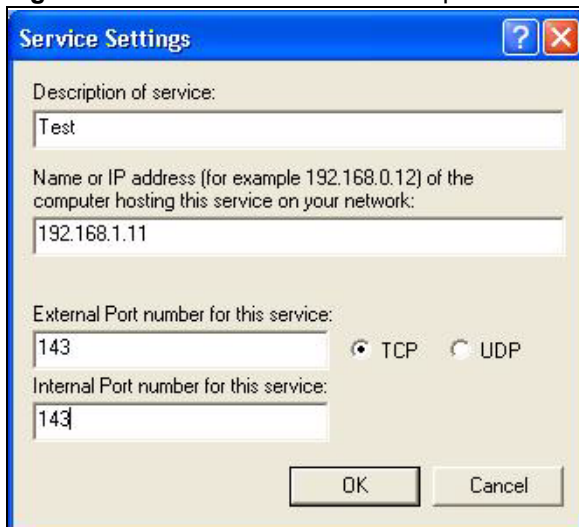 Service Settings
Description of service:
Test
Name or IP address (for example 192.168.0.12) of the
computer hosting this service on your network:
192.168.1.11
External Port number for this service:
143
TCP
UDP
Internal Port number for this service:
143
OK
Cancel